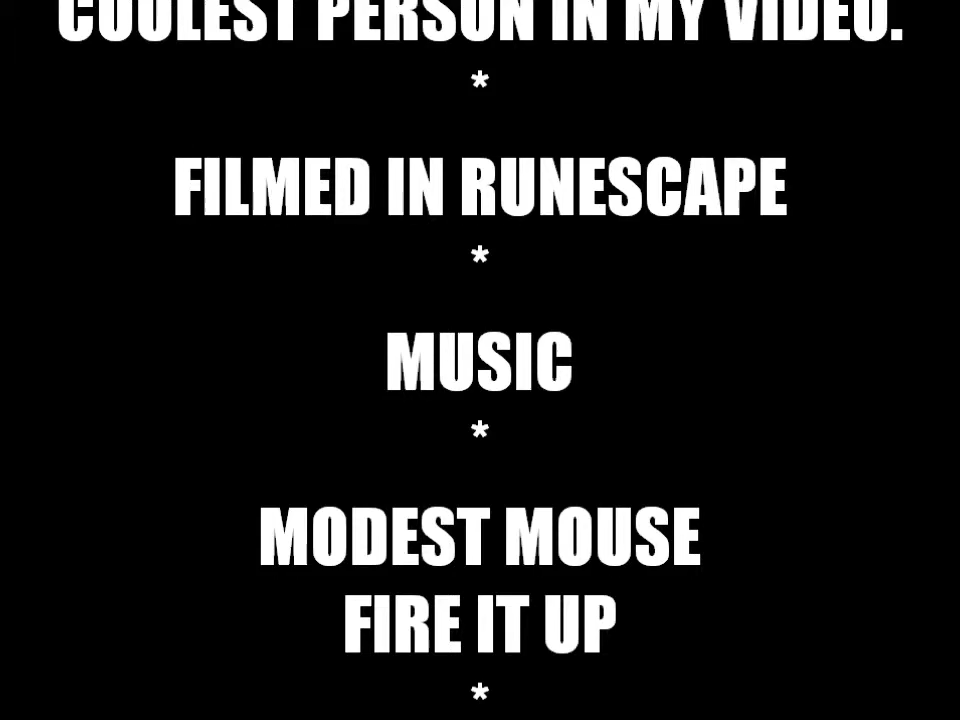 COOLEST PERSON IN MY VIDEO.
*
FILMED IN RUNESCAPE
*
MUSIC
*
MODEST MOUSE
FIRE IT UP
*